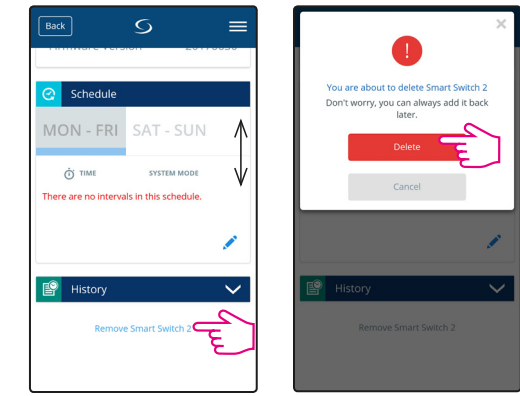 Back
Schedule
MON - FRI SAT - SUN
TIME SYSTEM MODE
There are no intervals in this schedule.
History
Remove Smart Switch 2
You are about to delete Smart Switch 2
Don't worry, you can always add it back
later.
Delete
Cancel
History
Remove Smart Switch 2